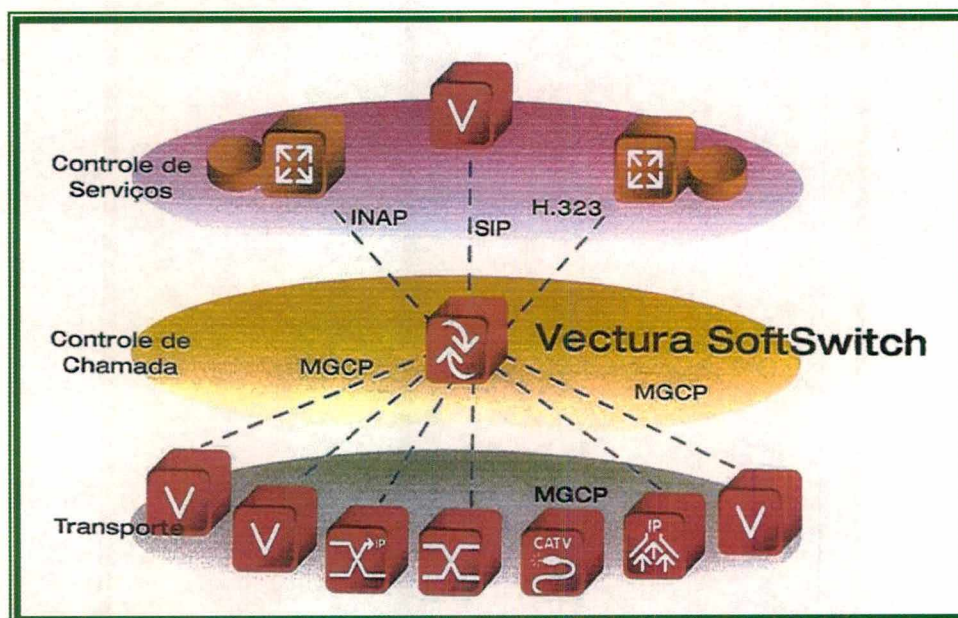 V
Controle de
Serviços
INAP
SIP
H.323
Vectura SoftSwitch
Controle de
Chamada
MGCP
MGCP
MGCP
V
V
IP
CATV
IP
V
Transporte